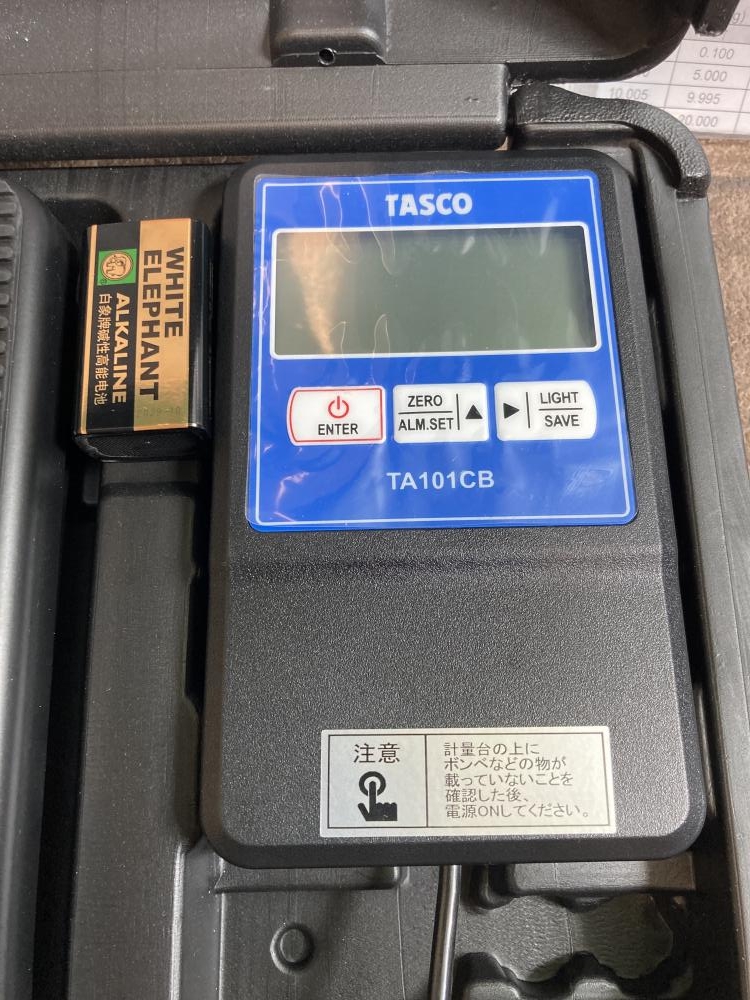 0.100
5.000
10.005 9.995
20.000
WHITE
ELEPHANT
ALKALINE
白象牌碱性高能电池
TASCO
ENTER
ZERO
ALM.SET
LIGHT
SAVE
TA101CB
注意
計量台の上に
ボンベなどの物が
載っていないことを
確認した後、
電源ONしてください。